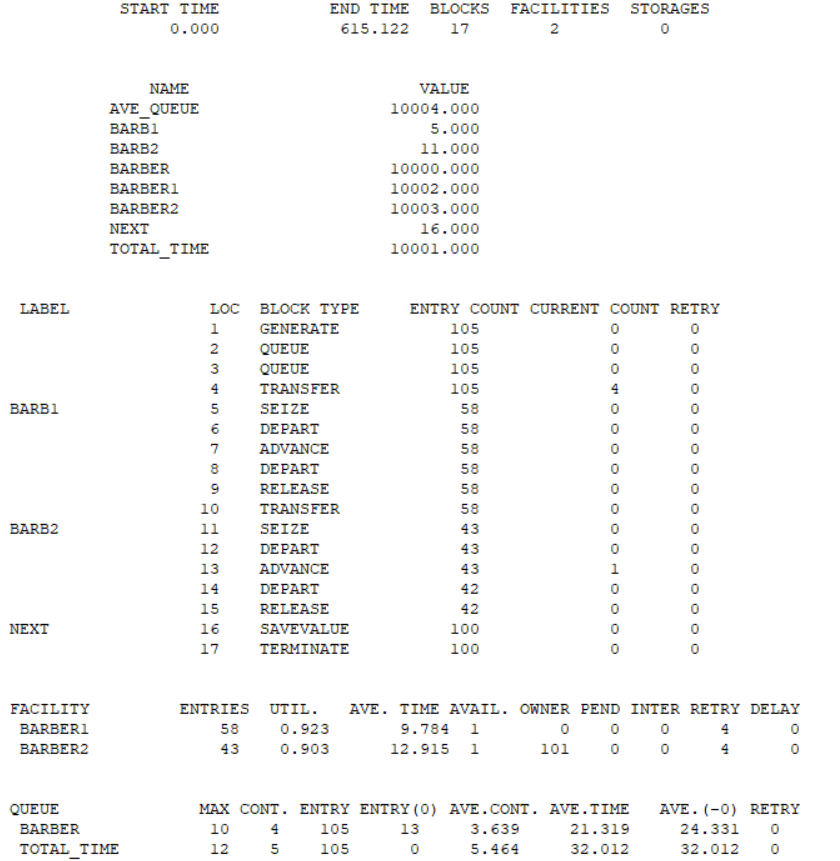 START TIME END TIME BLOCKS FACILITIES STORAGES
0.000 615.122 17 2 0
NAME VALUE
AVE_QUEUE 10004.000
BARB1 5.000
BARB2 11.000
BARBER 10000.000
BARBER1 10002.000
BARBER2 10003.000
NEXT 16.000
TOTAL_TIME 10001.000
LABEL LOC BLOCK TYPE ENTRY COUNT CURRENT COUNT RETRY
1 GENERATE 105 0 0
2 QUEUE 105 0 0
3 QUEUE 105 0 0
4 TRANSFER 105 4 0
BARB1 5 SEIZE 58 0 0
6 DEPART 58 0 0
7 ADVANCE 58 0 0
8 DEPART 58 0 0
9 RELEASE 58 0 0
10 TRANSFER 58 0 0
BARB2 11 SEIZE 43 0 0
12 DEPART 43 0 0
13 ADVANCE 43 1 0
14 DEPART 42 0 0
15 RELEASE 42 0 0
NEXT 16 SAVEVALUE 100 0 0
17 TERMINATE 100 0 0
FACILITY ENTRIES UTIL. AVE. TIME AVAIL. OWNER PEND INTER RETRY DELAY
BARBER1 58 0.923 9.784 1 0 0 0 4 0
BARBER2 43 0.903 12.915 1 101 0 0 4 0
QUEUE MAX CONT. ENTRY ENTRY(0) AVE.CONT. AVE.TIME AVE.(-0) RETRY
BARBER 10 4 105 13 3.639 21.319 24.331 0
TOTAL_TIME 12 5 105 0 5.464 32.012 32.012 0